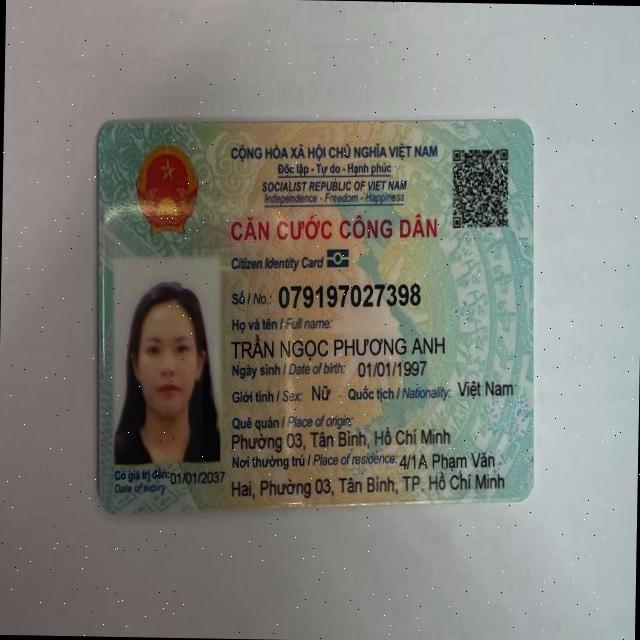 CỘNG HÒA XÃ HỘI CHỦ NGHĨA VIỆT NAM
Độc lập - Tự do - Hạnh phúc
SOCIALIST REPUBLIC OF VIET NAM
Independence - Freedom - Happiness
CĂN CƯỚC CÔNG DÂN
Citizen Identity Card
Số / No.: 079197027398
Họ và tên / Full name:
TRẦN NGỌC PHƯƠNG ANH
Ngày sinh / Date of birth: 01/01/1997
Giới tính / Sex: Nữ Quốc tịch / Nationality: Việt Nam
Quê quán / Place of origin:
Phường 03, Tân Bình, Hồ Chí Minh
Nơi thường trú / Place of residence: 4/1A Phạm Văn
Hai, Phường 03, Tân Bình, TP. Hồ Chí Minh
Có giá trị đến: 01/01/2037
Date of expiry